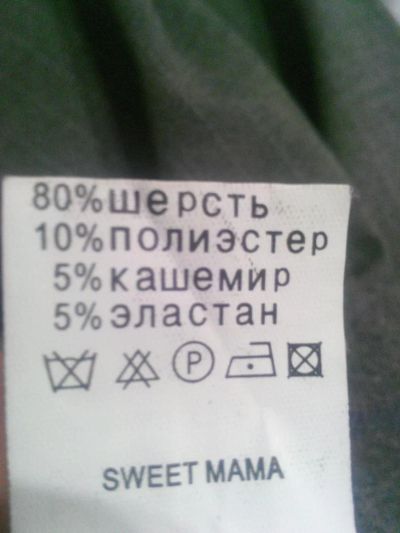 80% шерсть
10% полиэстер
5% кашемир
5% эластан
P
SWEET MAMA